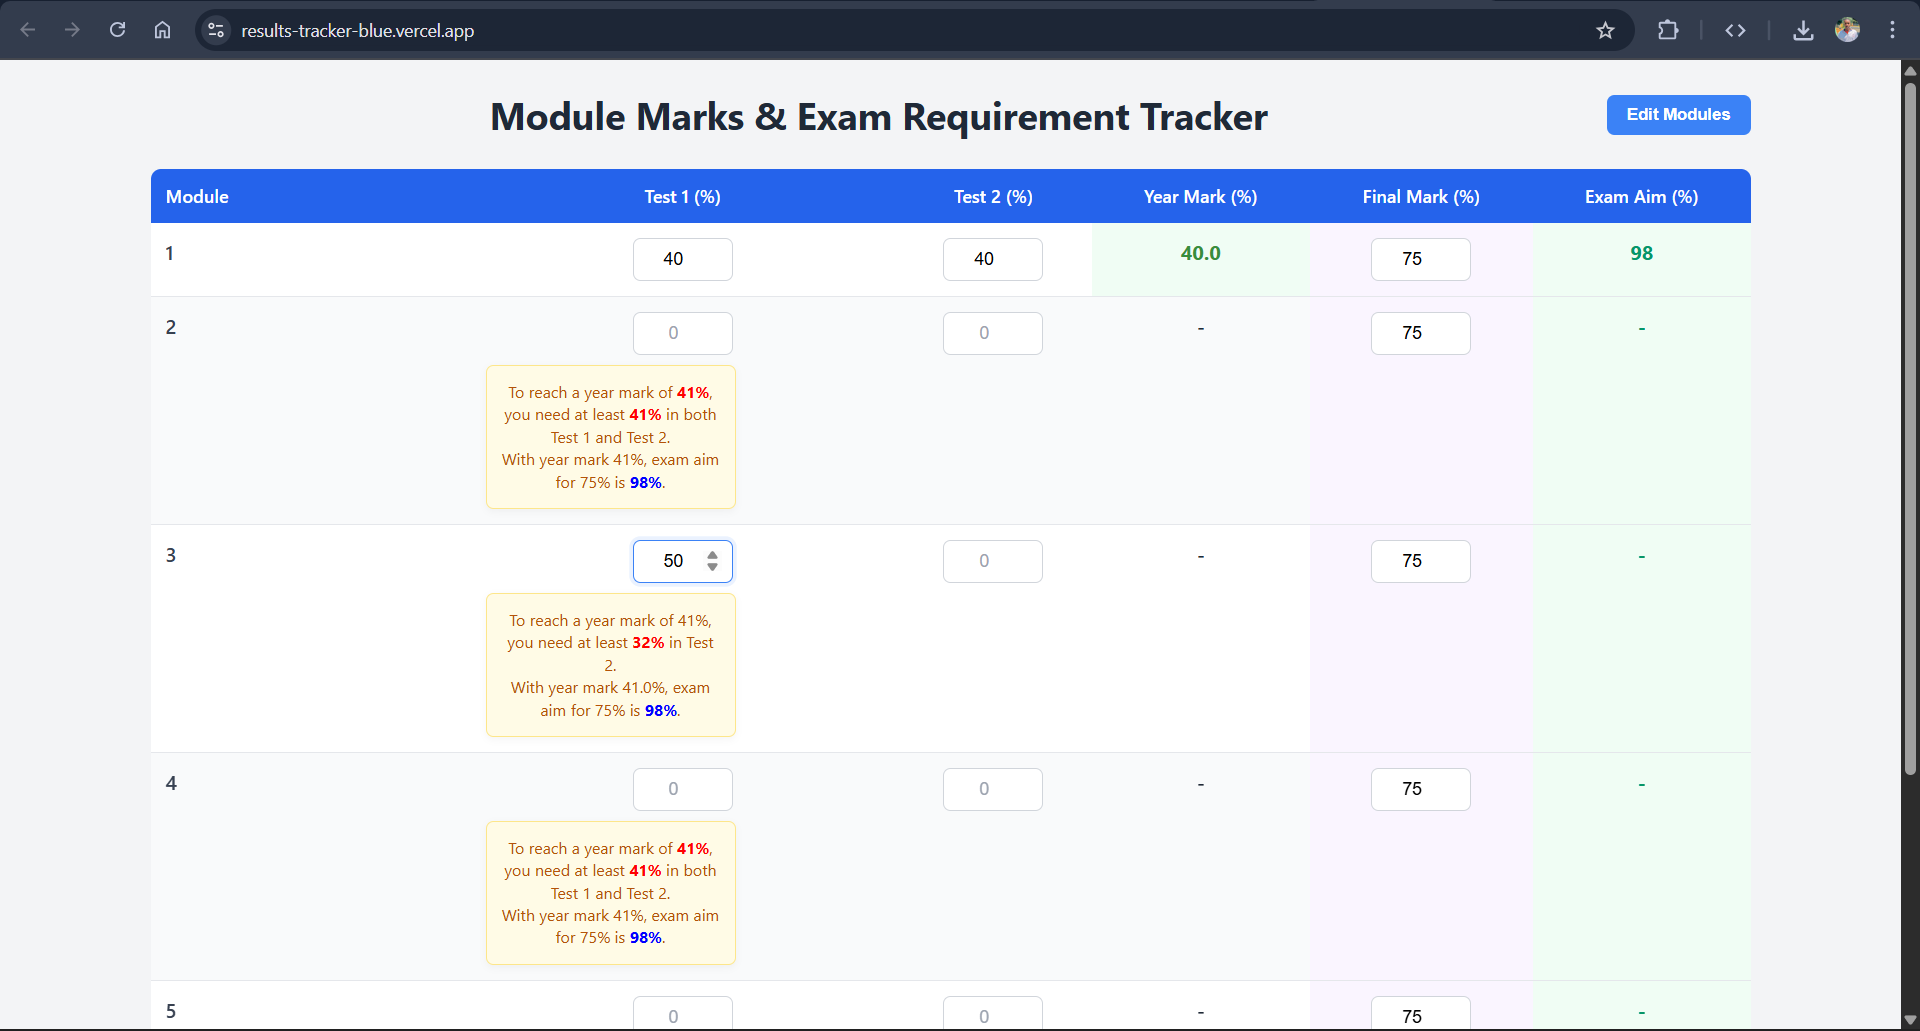 results-tracker-blue.vercel.app
Module Marks & Exam Requirement Tracker
Edit Modules
Module Test 1 (%) Test 2 (%) Year Mark (%) Final Mark (%) Exam Aim (%)
1 40 40 40.0 75 98
2 0 0 - 75 -
To reach a year mark of 41%,
you need at least 41% in both
Test 1 and Test 2.
With year mark 41%, exam aim
for 75% is 98%.
3 50 0 - 75 -
To reach a year mark of 41%,
you need at least 32% in Test
2.
With year mark 41.0%, exam
aim for 75% is 98%.
4 0 0 - 75 -
To reach a year mark of 41%,
you need at least 41% in both
Test 1 and Test 2.
With year mark 41%, exam aim
for 75% is 98%.
5 0 0 - 75 -